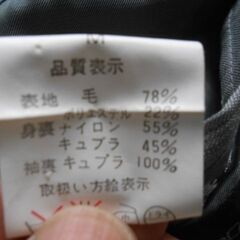 M
品質表示
表地 毛 78%
ポリエステル 22%
身裏 ナイロン 55%
キュプラ 45%
袖裏 キュプラ 100%
取扱い方絵表示